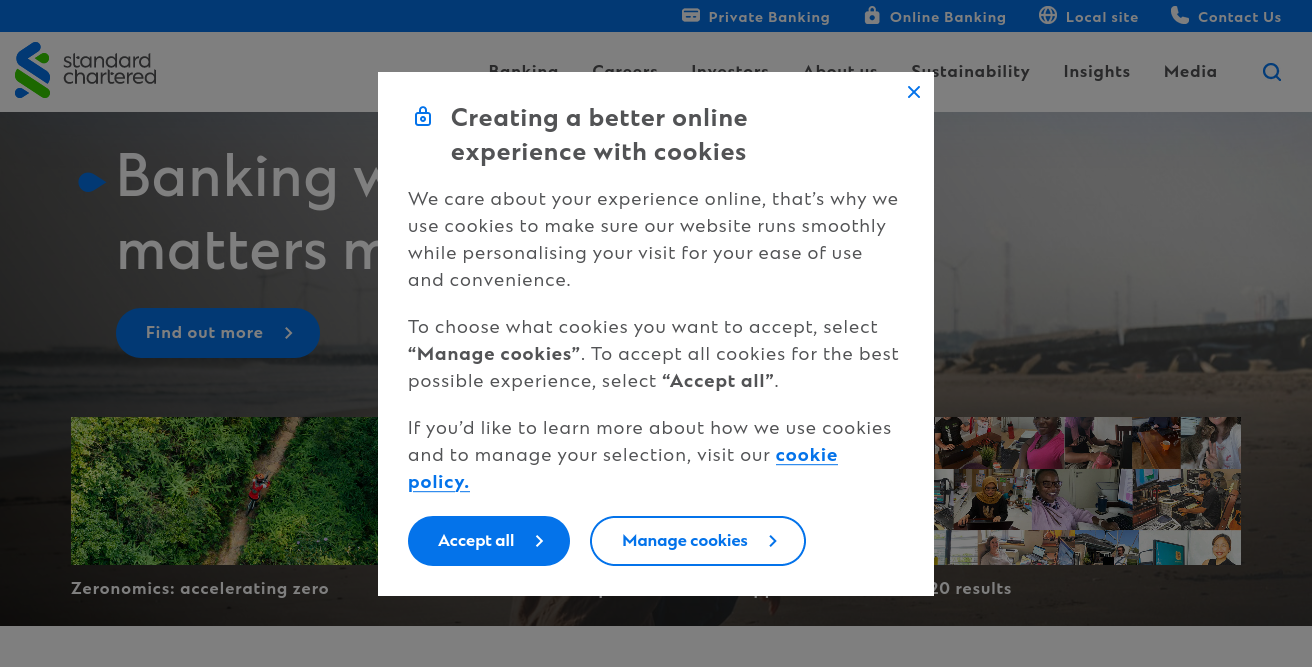 Private Banking
Online Banking
Local site
Contact Us
standard
chartered
Banking
Careers
Investors
About us
Sustainability
Insights
Media
Banking
matters
Find out more
Creating a better online
experience with cookies
We care about your experience online, that’s why we
use cookies to make sure our website runs smoothly
while personalising your visit for your ease of use
and convenience.
To choose what cookies you want to accept, select
“Manage cookies”. To accept all cookies for the best
possible experience, select “Accept all”.
If you’d like to learn more about how we use cookies
and to manage your selection, visit our cookie
policy.
Accept all
Manage cookies
Zeronomics: accelerating zero
20 results